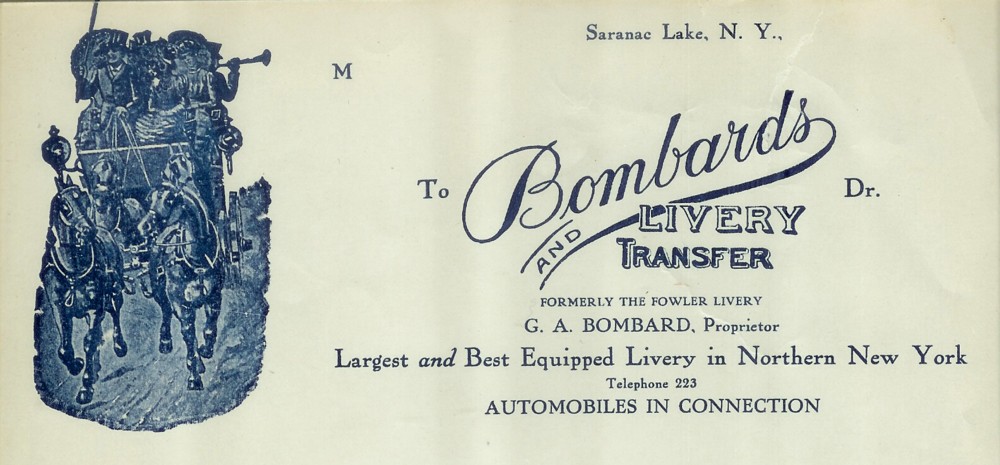 Saranac Lake, N. Y.,
M
To Bombards Dr.
AND LIVERY
TRANSFER
FORMERLY THE FOWLER LIVERY
G. A. BOMBARD, Proprietor
Largest and Best Equipped Livery in Northern New York
Telephone 223
AUTOMOBILES IN CONNECTION